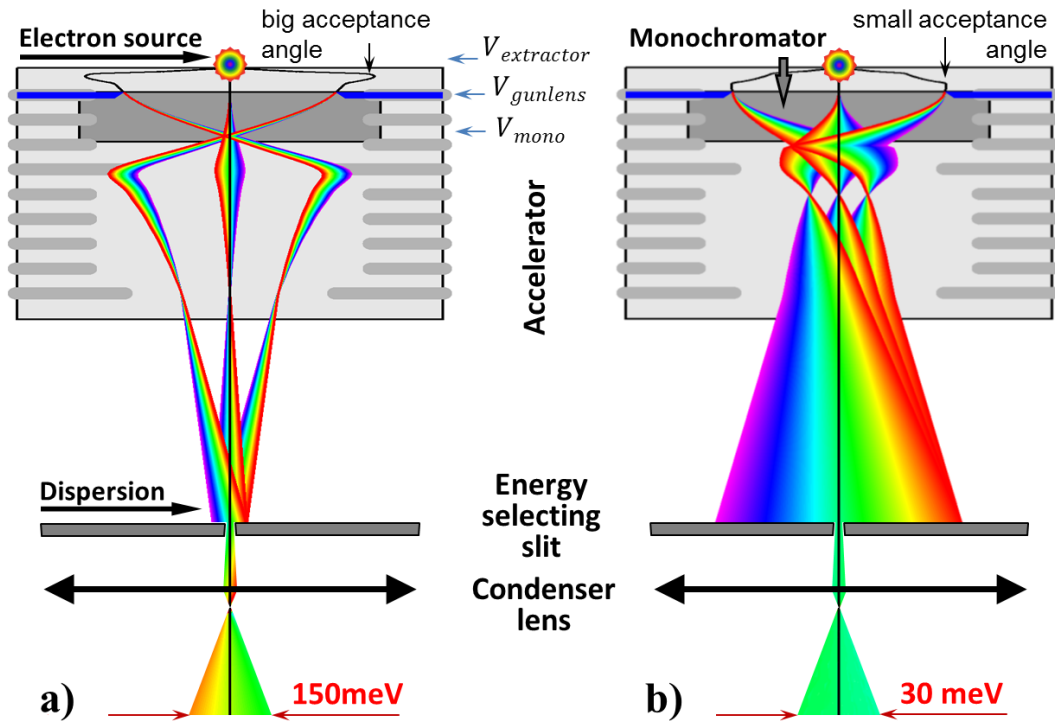 Electron source
big acceptance
angle
V_extractor
V_gunlens
V_mono
Monochromator
small acceptance
angle
Accelerator
Dispersion
Energy
selecting
slit
Condenser
lens
a)
150meV
b)
30 meV